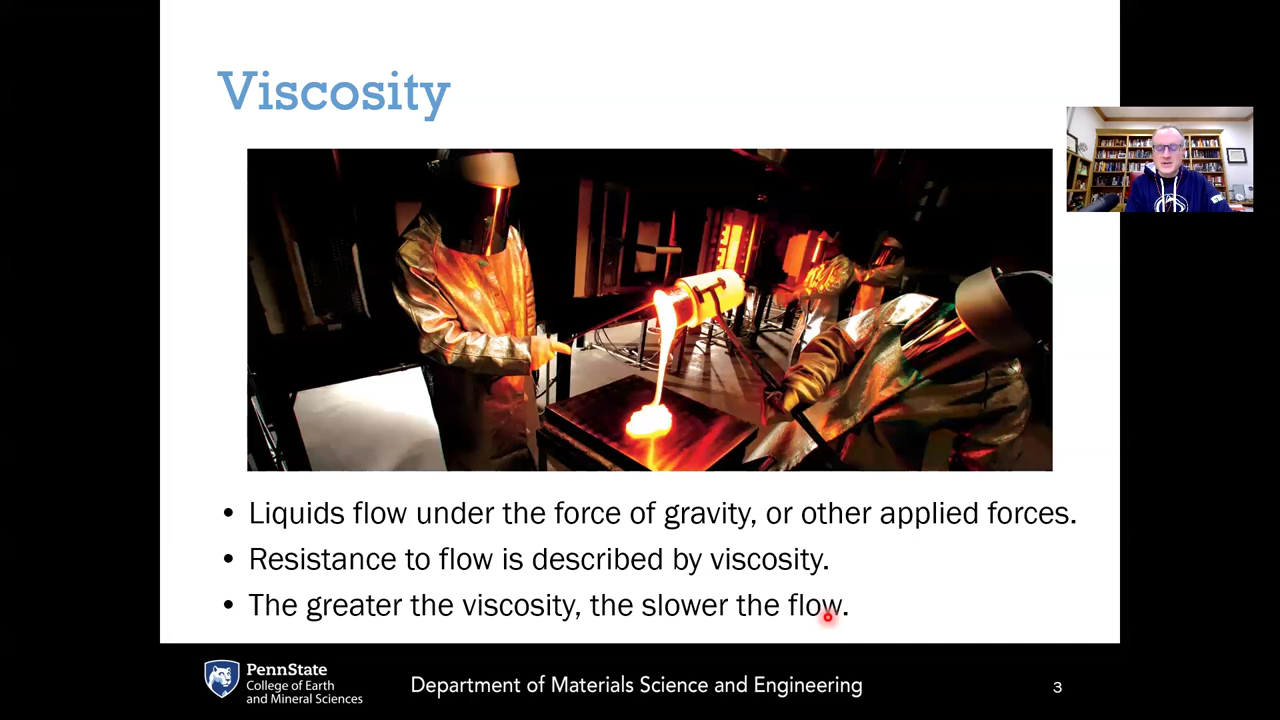 Viscosity
• Liquids flow under the force of gravity, or other applied forces.
• Resistance to flow is described by viscosity.
• The greater the viscosity, the slower the flow.
PennState
College of Earth
and Mineral Sciences
Department of Materials Science and Engineering
3